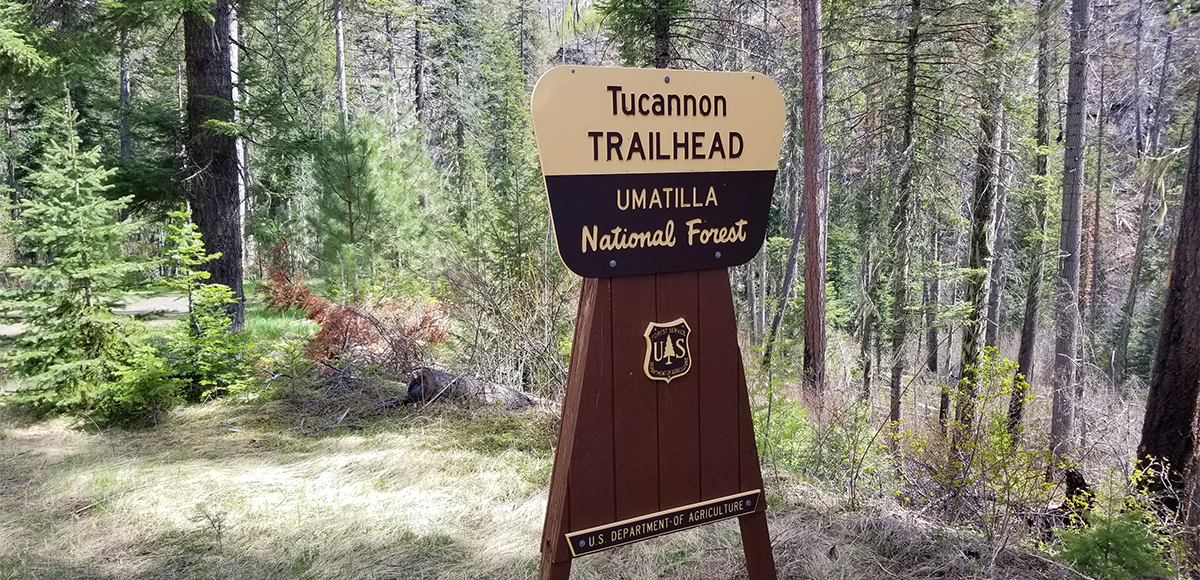 Tucannon
TRAILHEAD
UMATILLA
National Forest
FOREST SERVICE
U S
DEPARTMENT OF AGRICULTURE
U.S. DEPARTMENT OF AGRICULTURE